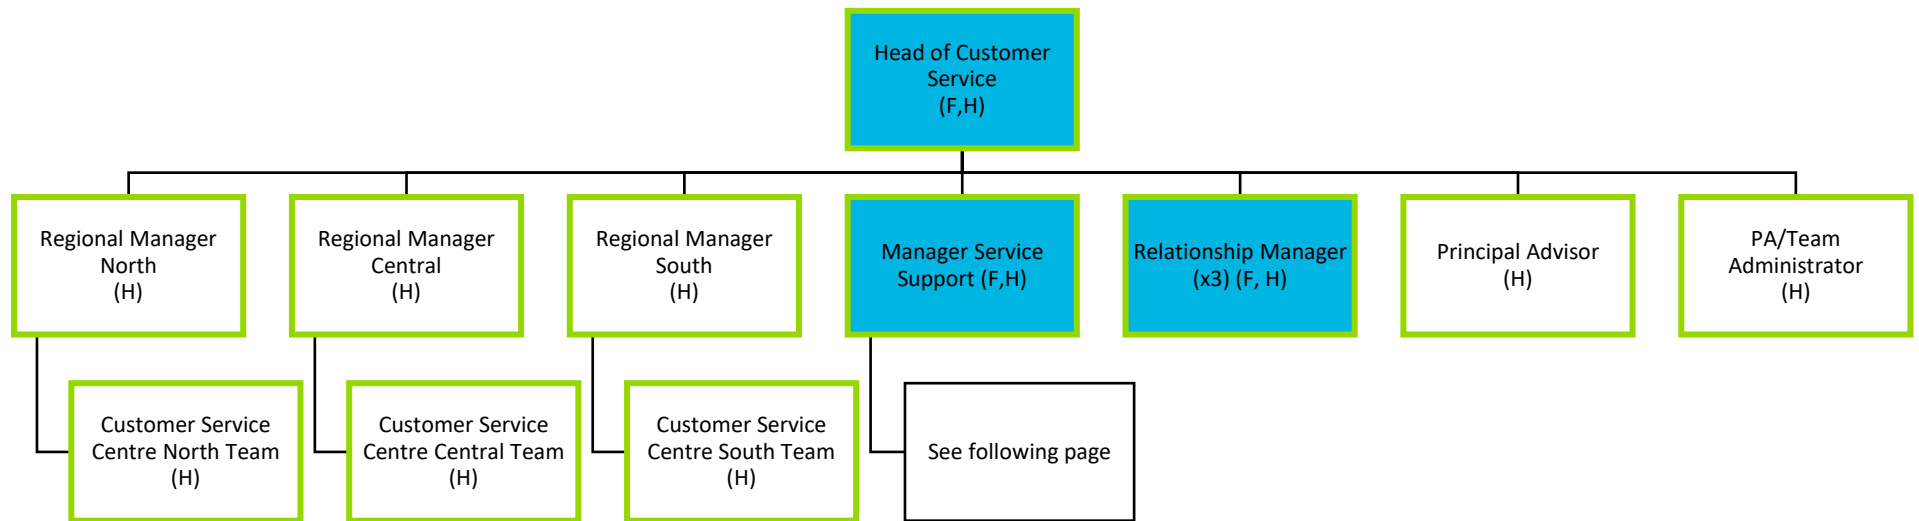 Head of Customer
Service
(F,H)
Regional Manager
North
(H)
Regional Manager
Central
(H)
Regional Manager
South
(H)
Manager Service
Support (F,H)
Relationship Manager
(x3) (F, H)
Principal Advisor
(H)
PA/Team
Administrator
(H)
Customer Service
Centre North Team
(H)
Customer Service
Centre Central Team
(H)
Customer Service
Centre South Team
(H)
See following page